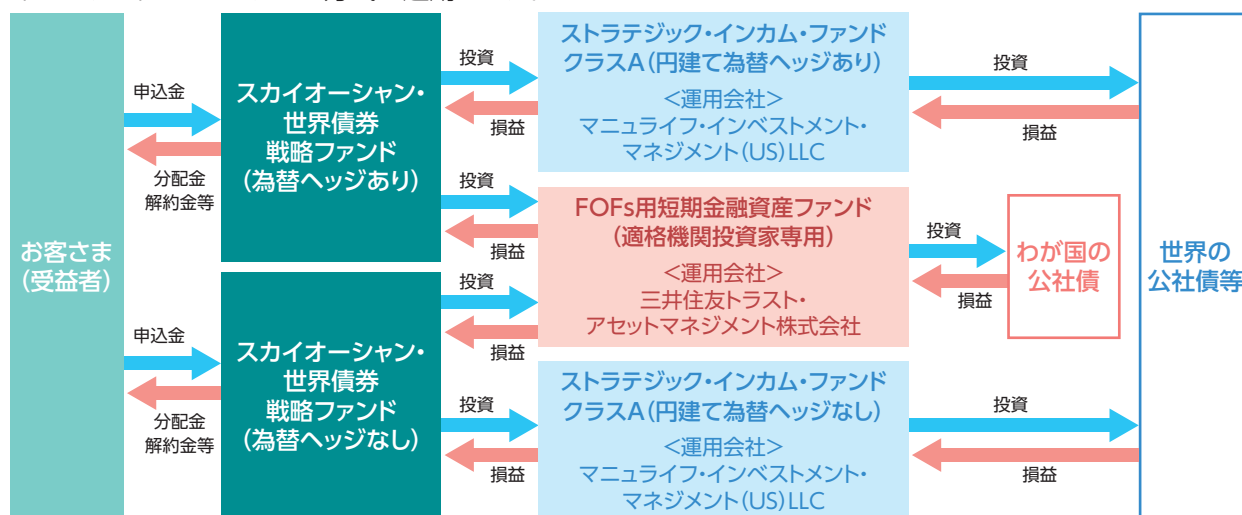 お客さま
(受益者)
申込金
分配金
解約金等
スカイオーシャン・
世界債券
戦略ファンド
(為替ヘッジあり)
投資
損益
ストラテジック・インカム・ファンド
クラスA(円建て為替ヘッジあり)
<運用会社>
マニュライフ・インベストメント・
マネジメント(US)LLC
投資
損益
投資
損益
FOFs用短期金融資産ファンド
(適格機関投資家専用)
<運用会社>
三井住友トラスト・
アセットマネジメント株式会社
投資
損益
わが国の
公社債
世界の
公社債等
申込金
分配金
解約金等
スカイオーシャン・
世界債券
戦略ファンド
(為替ヘッジなし)
投資
損益
投資
損益
ストラテジック・インカム・ファンド
クラスA(円建て為替ヘッジなし)
<運用会社>
マニュライフ・インベストメント・
マネジメント(US)LLC
投資
損益